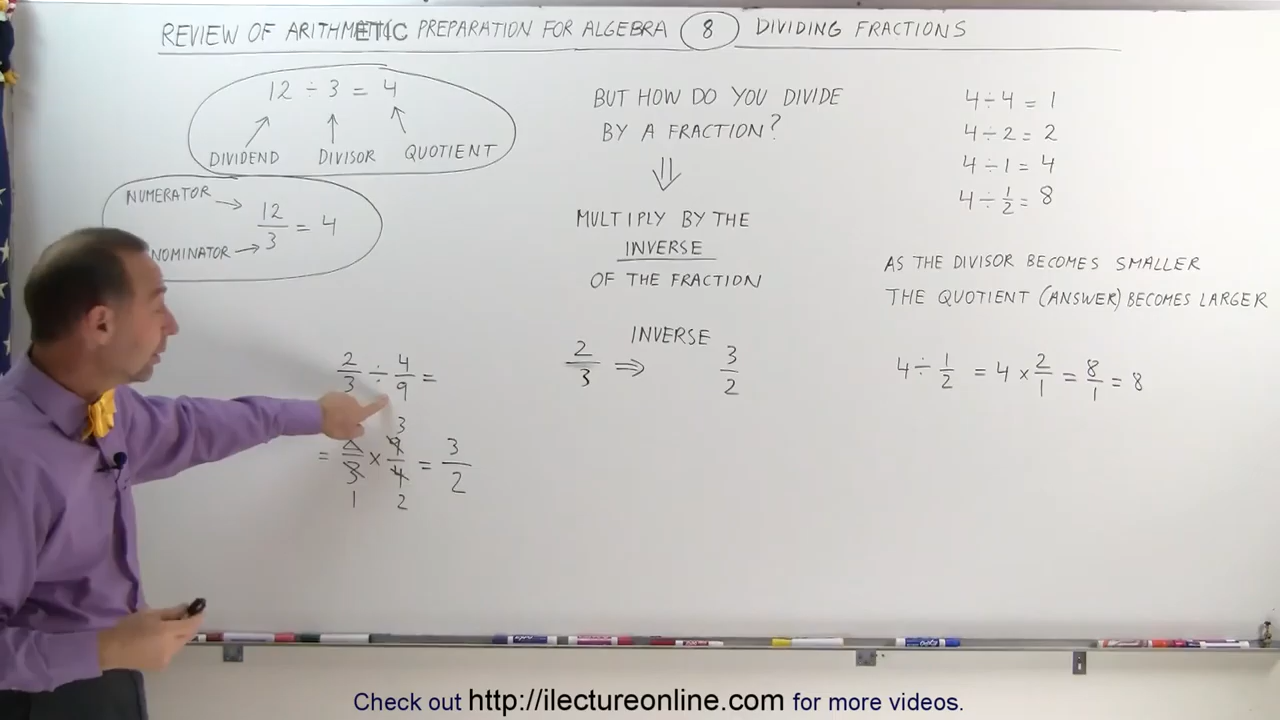 REVIEW OF ARITHMETIC PREPARATION FOR ALGEBRA 8 DIVIDING FRACTIONS
12 ÷ 3 = 4
DIVIDEND DIVISOR QUOTIENT
NUMERATOR
12/3 = 4
NOMINATOR
2/3 ÷ 4/9 =
3
= 2/3 × 9/4 = 3/2
1 2
BUT HOW DO YOU DIVIDE
BY A FRACTION?
MULTIPLY BY THE
INVERSE
OF THE FRACTION
INVERSE
2/3 ⇒ 3/2
4 ÷ 4 = 1
4 ÷ 2 = 2
4 ÷ 1 = 4
4 ÷ 1/2 = 8
AS THE DIVISOR BECOMES SMALLER
THE QUOTIENT (ANSWER) BECOMES LARGER
4 ÷ 1/2 = 4 × 2/1 = 8/1 = 8
Check out http://ilectureonline.com for more videos.